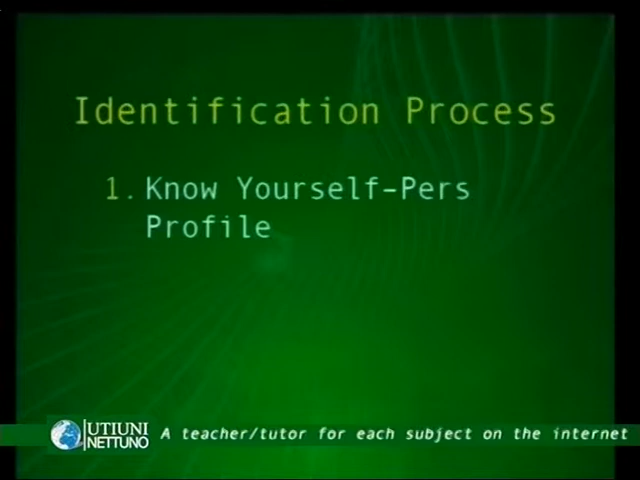 Identification Process
1. Know Yourself-Pers
Profile
UTIUNI
NETTUNO
A teacher/tutor for each subject on the internet